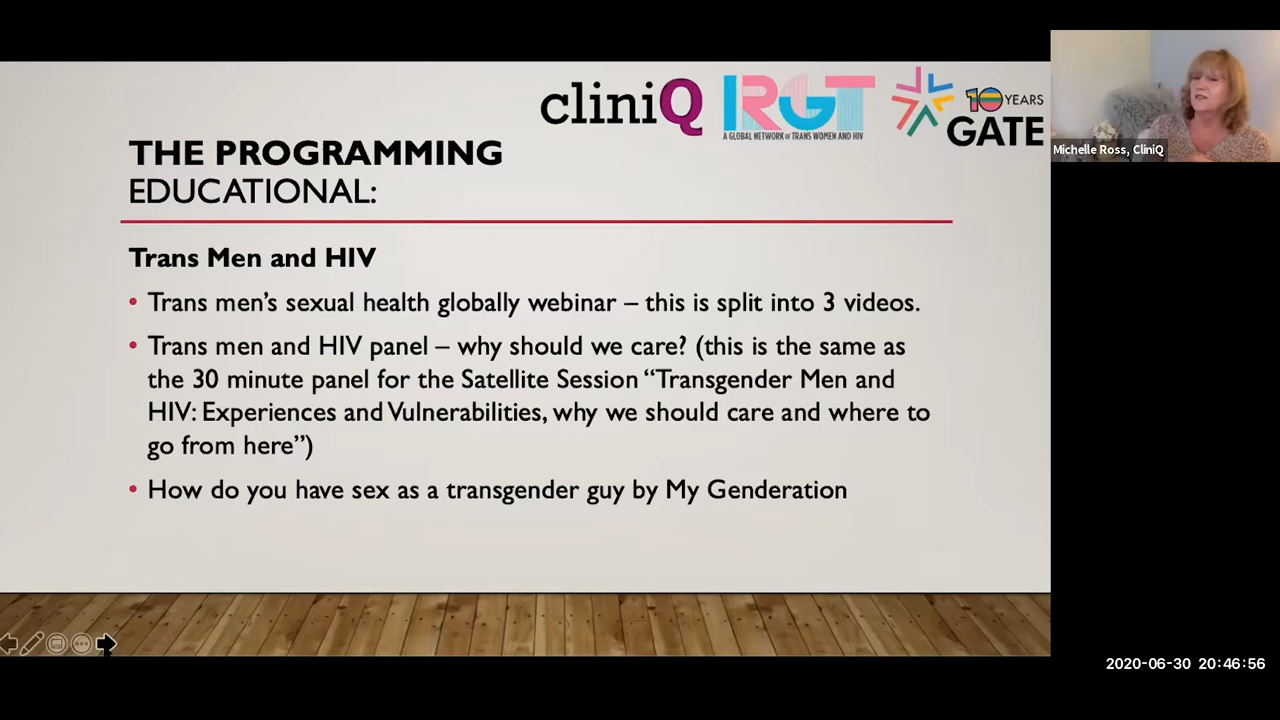 cliniQ
IRGT
A GLOBAL NETWORK OF TRANS WOMEN AND HIV
10 YEARS
GATE
THE PROGRAMMING
EDUCATIONAL:
Michelle Ross, CliniQ
Trans Men and HIV
• Trans men’s sexual health globally webinar – this is split into 3 videos.
• Trans men and HIV panel – why should we care? (this is the same as
the 30 minute panel for the Satellite Session “Transgender Men and
HIV: Experiences and Vulnerabilities, why we should care and where to
go from here”)
• How do you have sex as a transgender guy by My Genderation
2020-06-30 20:46:56